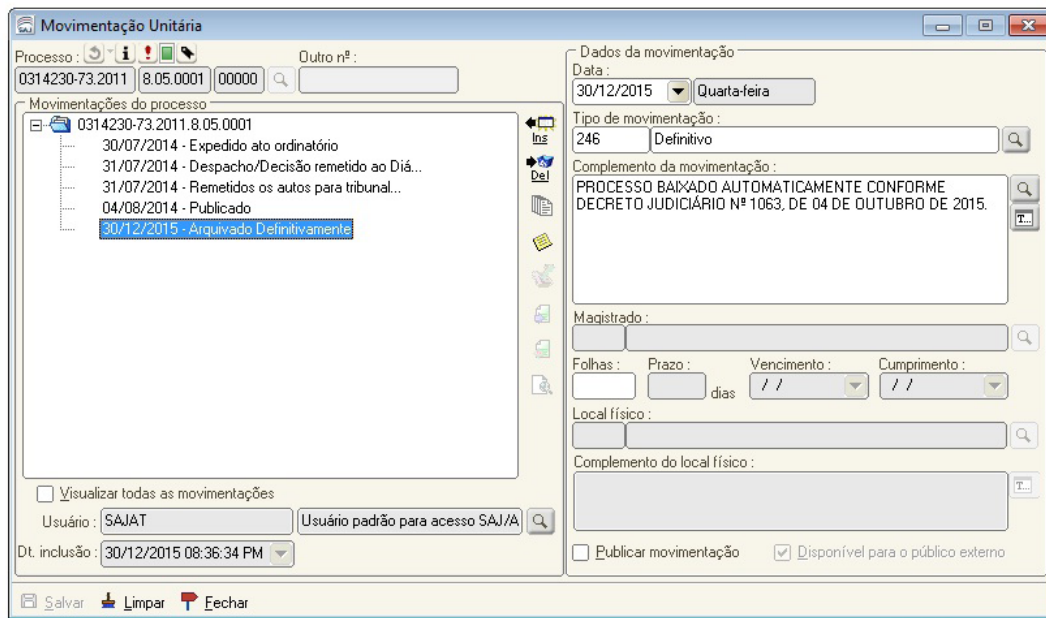 Movimentação Unitária
Processo :
Outro nº :
0314230-73.2011 8.05.0001 00000
Movimentações do processo
0314230-73.2011.8.05.0001
30/07/2014 - Expedido ato ordinatório
31/07/2014 - Despacho/Decisão remetido ao Diá...
31/07/2014 - Remetidos os autos para tribunal...
04/08/2014 - Publicado
30/12/2015 - Arquivado Definitivamente
Ins
Del
Visualizar todas as movimentações
Usuário : SAJAT Usuário padrão para acesso SAJ/A
Dt. inclusão : 30/12/2015 08:36:34 PM
Dados da movimentação
Data :
30/12/2015 Quarta-feira
Tipo de movimentação :
246 Definitivo
Complemento da movimentação :
PROCESSO BAIXADO AUTOMATICAMENTE CONFORME
DECRETO JUDICIÁRIO Nº 1063, DE 04 DE OUTUBRO DE 2015.
T...
Magistrado :
Folhas : Prazo : Vencimento : Cumprimento :
dias / / / /
Local físico :
Complemento do local físico :
T...
Publicar movimentação Disponível para o público externo
Salvar Limpar Fechar